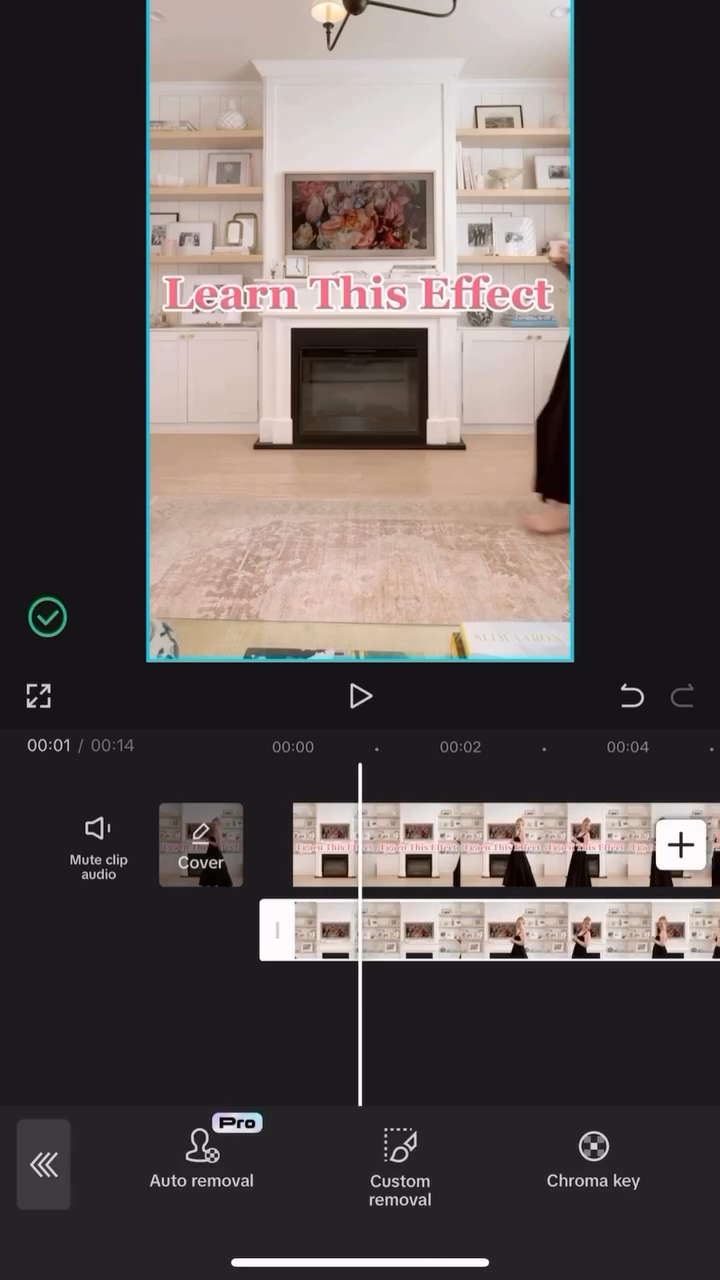 Learn This Effect
SLIM AARONS
00:01 / 00:14
00:00
00:02
00:04
Mute clip
audio
Cover
Pro
Auto removal
Custom
removal
Chroma key